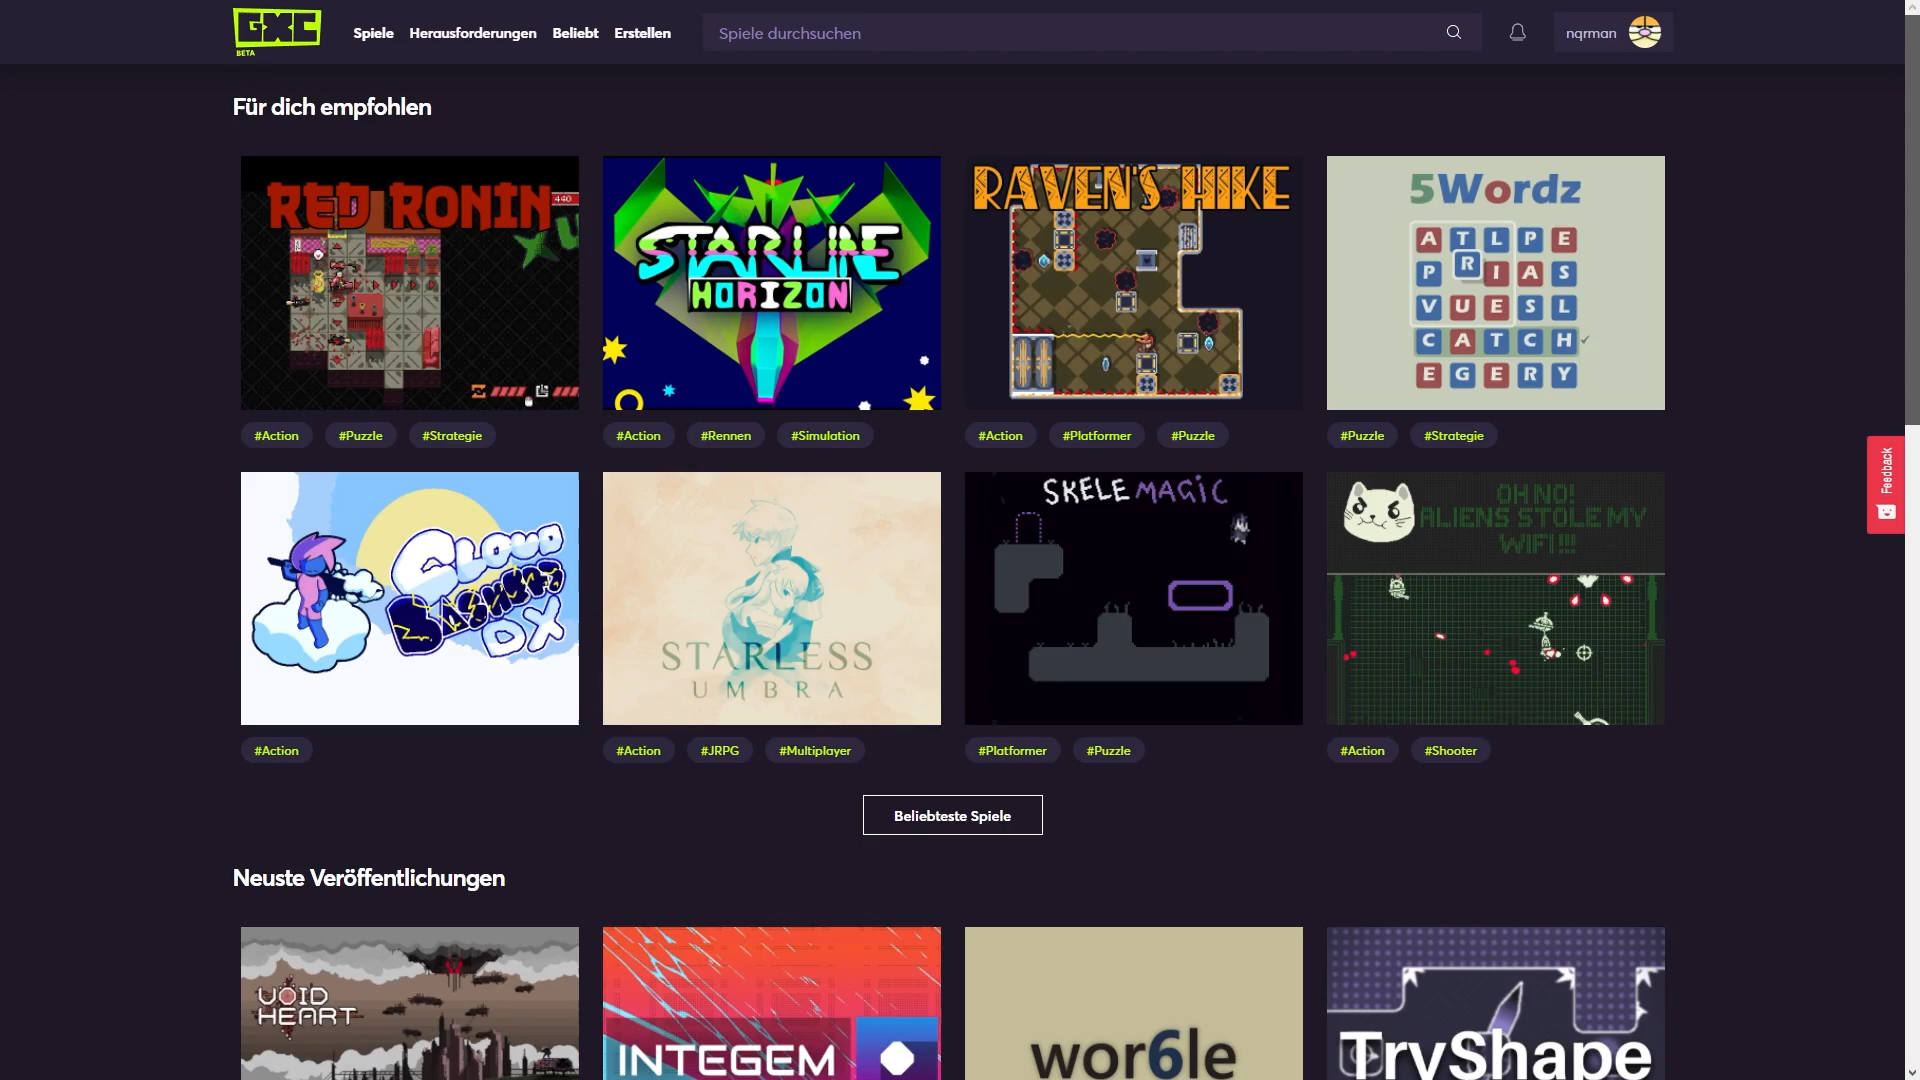 GXC
BETA
Spiele Herausforderungen Beliebt Erstellen
Spiele durchsuchen
nqrman
Für dich empfohlen
RED RONIN
440
STARLINE
HORIZON
RAVEN'S HIKE
5Wordz
A T L P E
P R I A S
V U E S L
C A T C H
E G E R Y
#Action #Puzzle #Strategie
#Action #Rennen #Simulation
#Action #Platformer #Puzzle
#Puzzle #Strategie
Feedback
CLOUD
BASHERZ
DX
STARLESS
UMBRA
SKELE MAGIC
OH NO!
ALIENS STOLE MY
WIFI!!!
#Action
#Action #JRPG #Multiplayer
#Platformer #Puzzle
#Action #Shooter
Beliebteste Spiele
Neuste Veröffentlichungen
VOID
HEART
INTEGEM
wor6le
TryShape